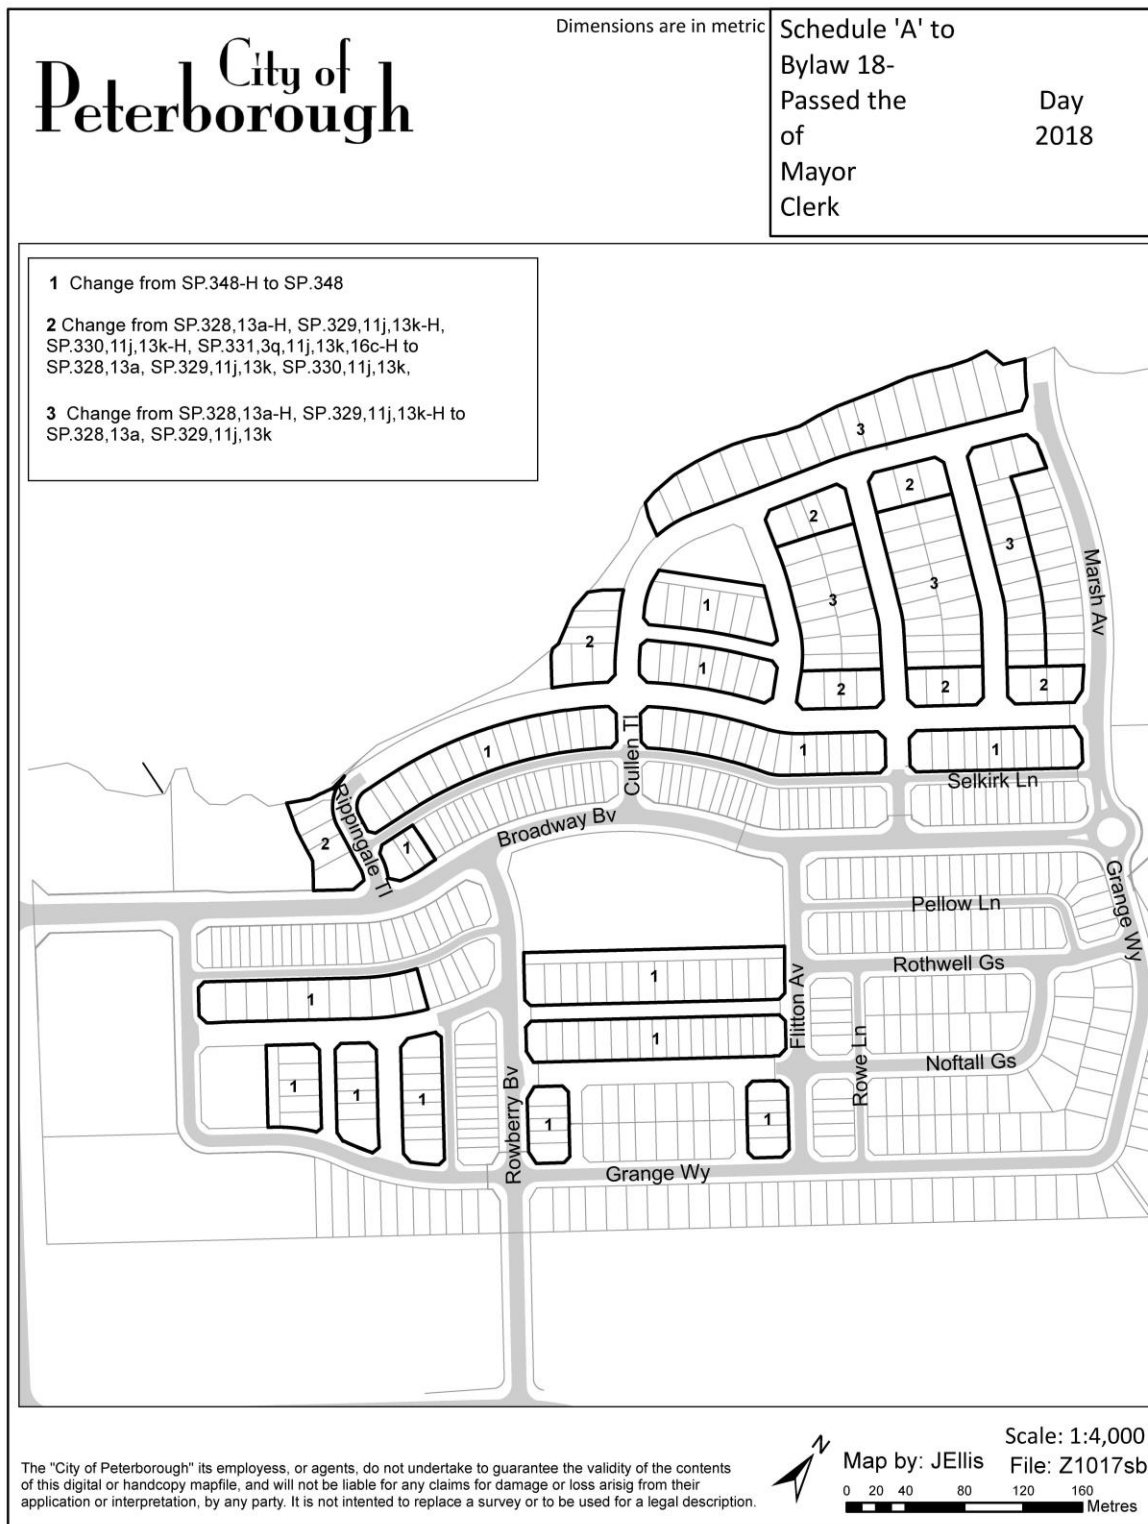 City of
Peterborough
Dimensions are in metric
Schedule 'A' to
Bylaw 18-
Passed the Day
of 2018
Mayor
Clerk
1 Change from SP.348-H to SP.348
2 Change from SP.328,13a-H, SP.329,11j,13k-H,
SP.330,11j,13k-H, SP.331,3q,11j,13k,16c-H to
SP.328,13a, SP.329,11j,13k, SP.330,11j,13k,
3 Change from SP.328,13a-H, SP.329,11j,13k-H to
SP.328,13a, SP.329,11j,13k
3
2
2
3
Marsh Av
3
3
1
2
1
2
2
2
1
Cullen Tl
1
1
Selkirk Ln
Rippingale Tl
2
1
Broadway Bv
Grange Wy
Pellow Ln
Rothwell Gs
1
1
Flitton Av
1
Rowe Ln
Noftall Gs
1
1
1
Rowberry Bv
1
1
Grange Wy
The "City of Peterborough" its employess, or agents, do not undertake to guarantee the validity of the contents
of this digital or handcopy mapfile, and will not be liable for any claims for damage or loss arisig from their
application or interpretation, by any party. It is not intended to replace a survey or to be used for a legal description.
N
Map by: JEllis
Scale: 1:4,000
File: Z1017sb
0 20 40 80 120 160
Metres